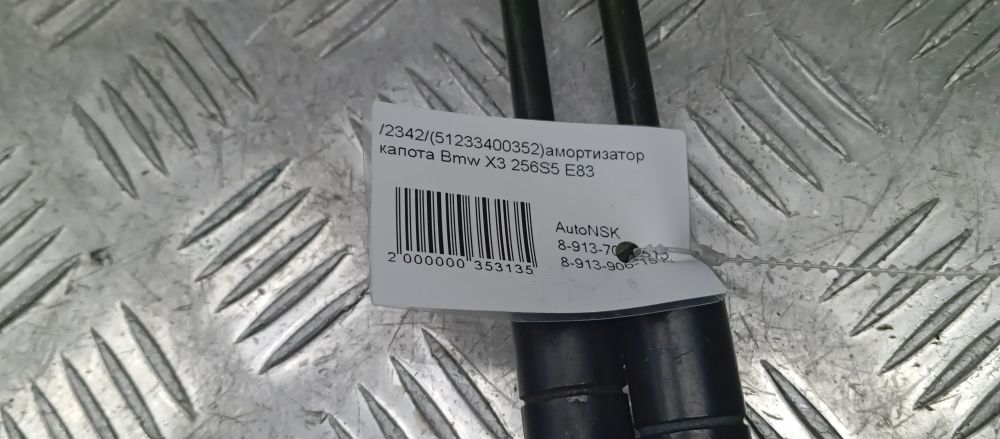 /2342/(51233400352)амортизатор
капота Bmw X3 256S5 E83
AutoNSK
2 000000 353135